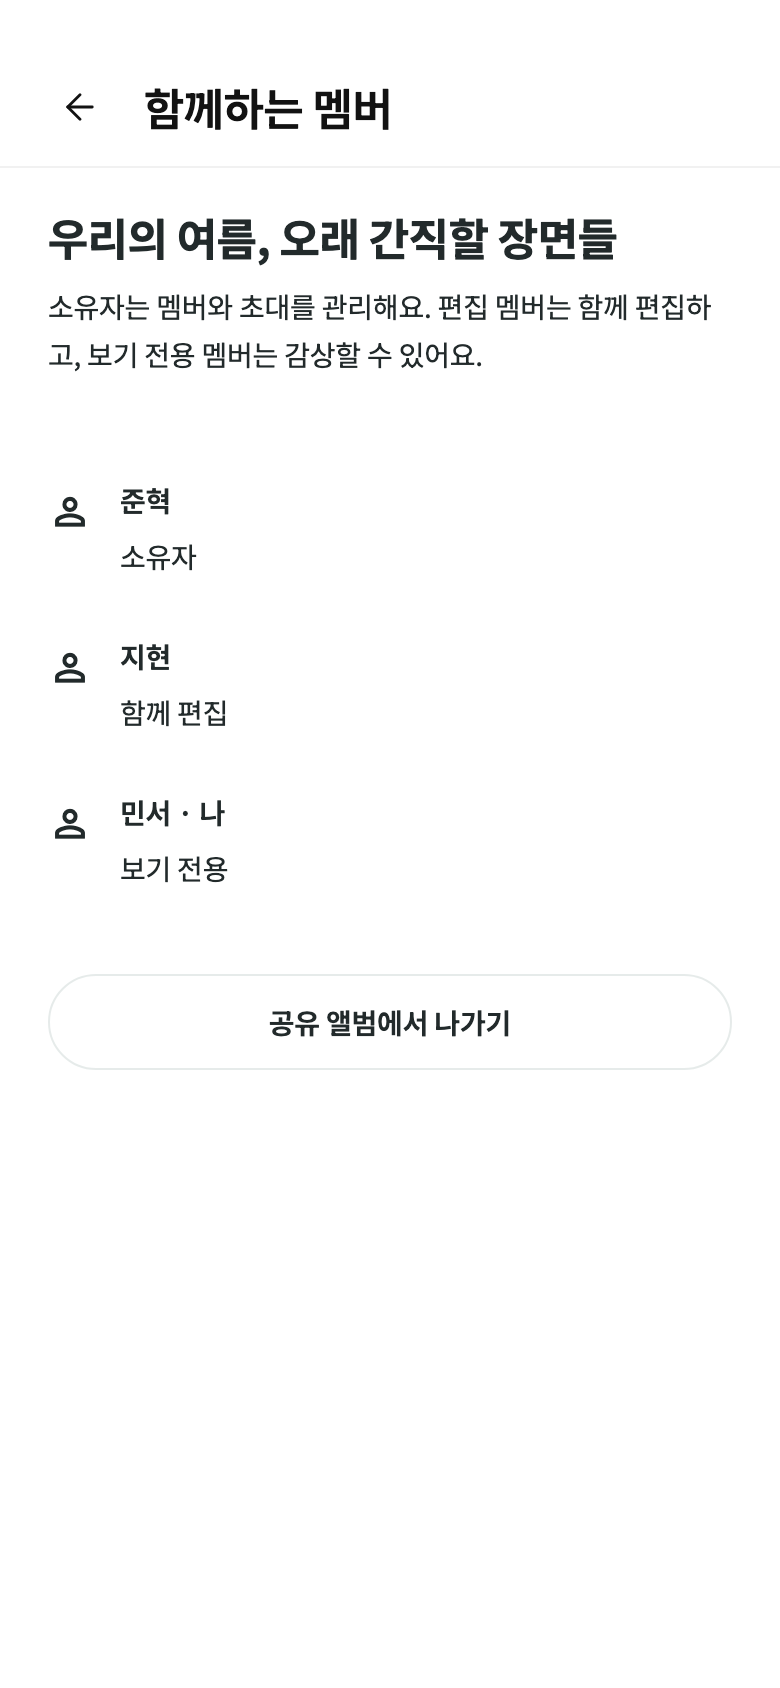 함께하는 멤버
우리의 여름, 오래 간직할 장면들
소유자는 멤버와 초대를 관리해요. 편집 멤버는 함께 편집하
고, 보기 전용 멤버는 감상할 수 있어요.
준혁
소유자
지현
함께 편집
민서 · 나
보기 전용
공유 앨범에서 나가기